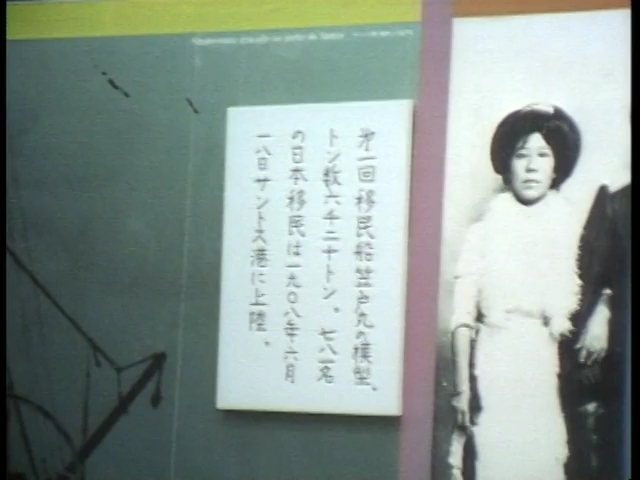 第一回移民船笠戸丸の模型、
トン数六千二十トン。七八一名
の日本移民は一九〇八年六月
一八日サントス港に上陸。